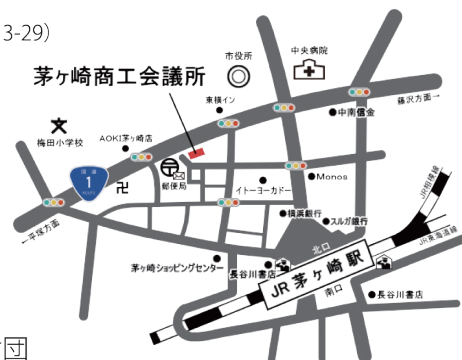 3-29)
市役所
中央病院
茅ヶ崎商工会議所
東横イン
中南信金
藤沢方面→
梅田小学校
AOKI茅ヶ崎店
国道
1
ROUTE
郵便局
イトーヨーカドー
Monos
JR相模線
←平塚方面
横浜銀行
スルガ銀行
JR東海道線
北口
茅ヶ崎ショッピングセンター
長谷川書店
JR茅ヶ崎駅
南口
長谷川書店
団